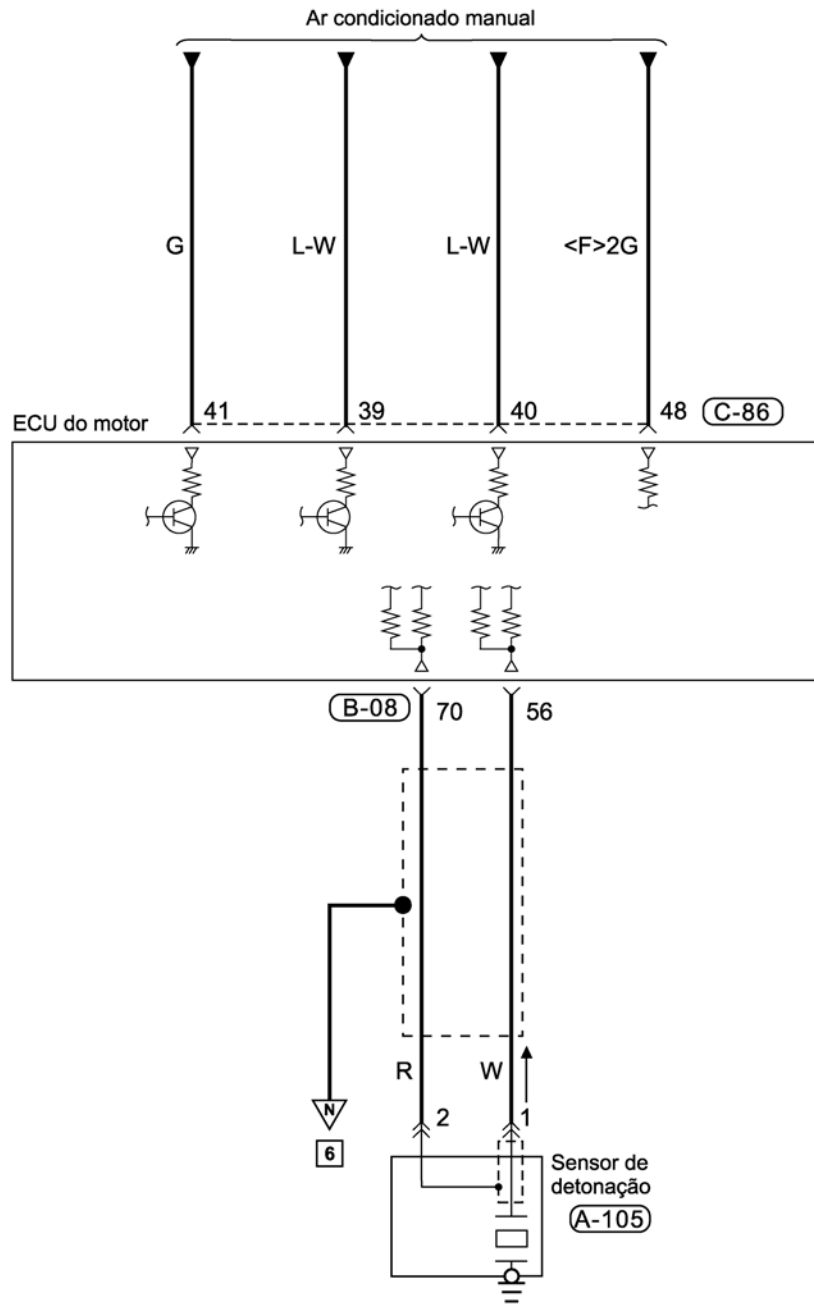 Ar condicionado manual
G L-W L-W <F>2G
41 39 40 48 C-86
ECU do motor
B-08 70 56
R W
N 2 1
6
Sensor de
detonação
A-105